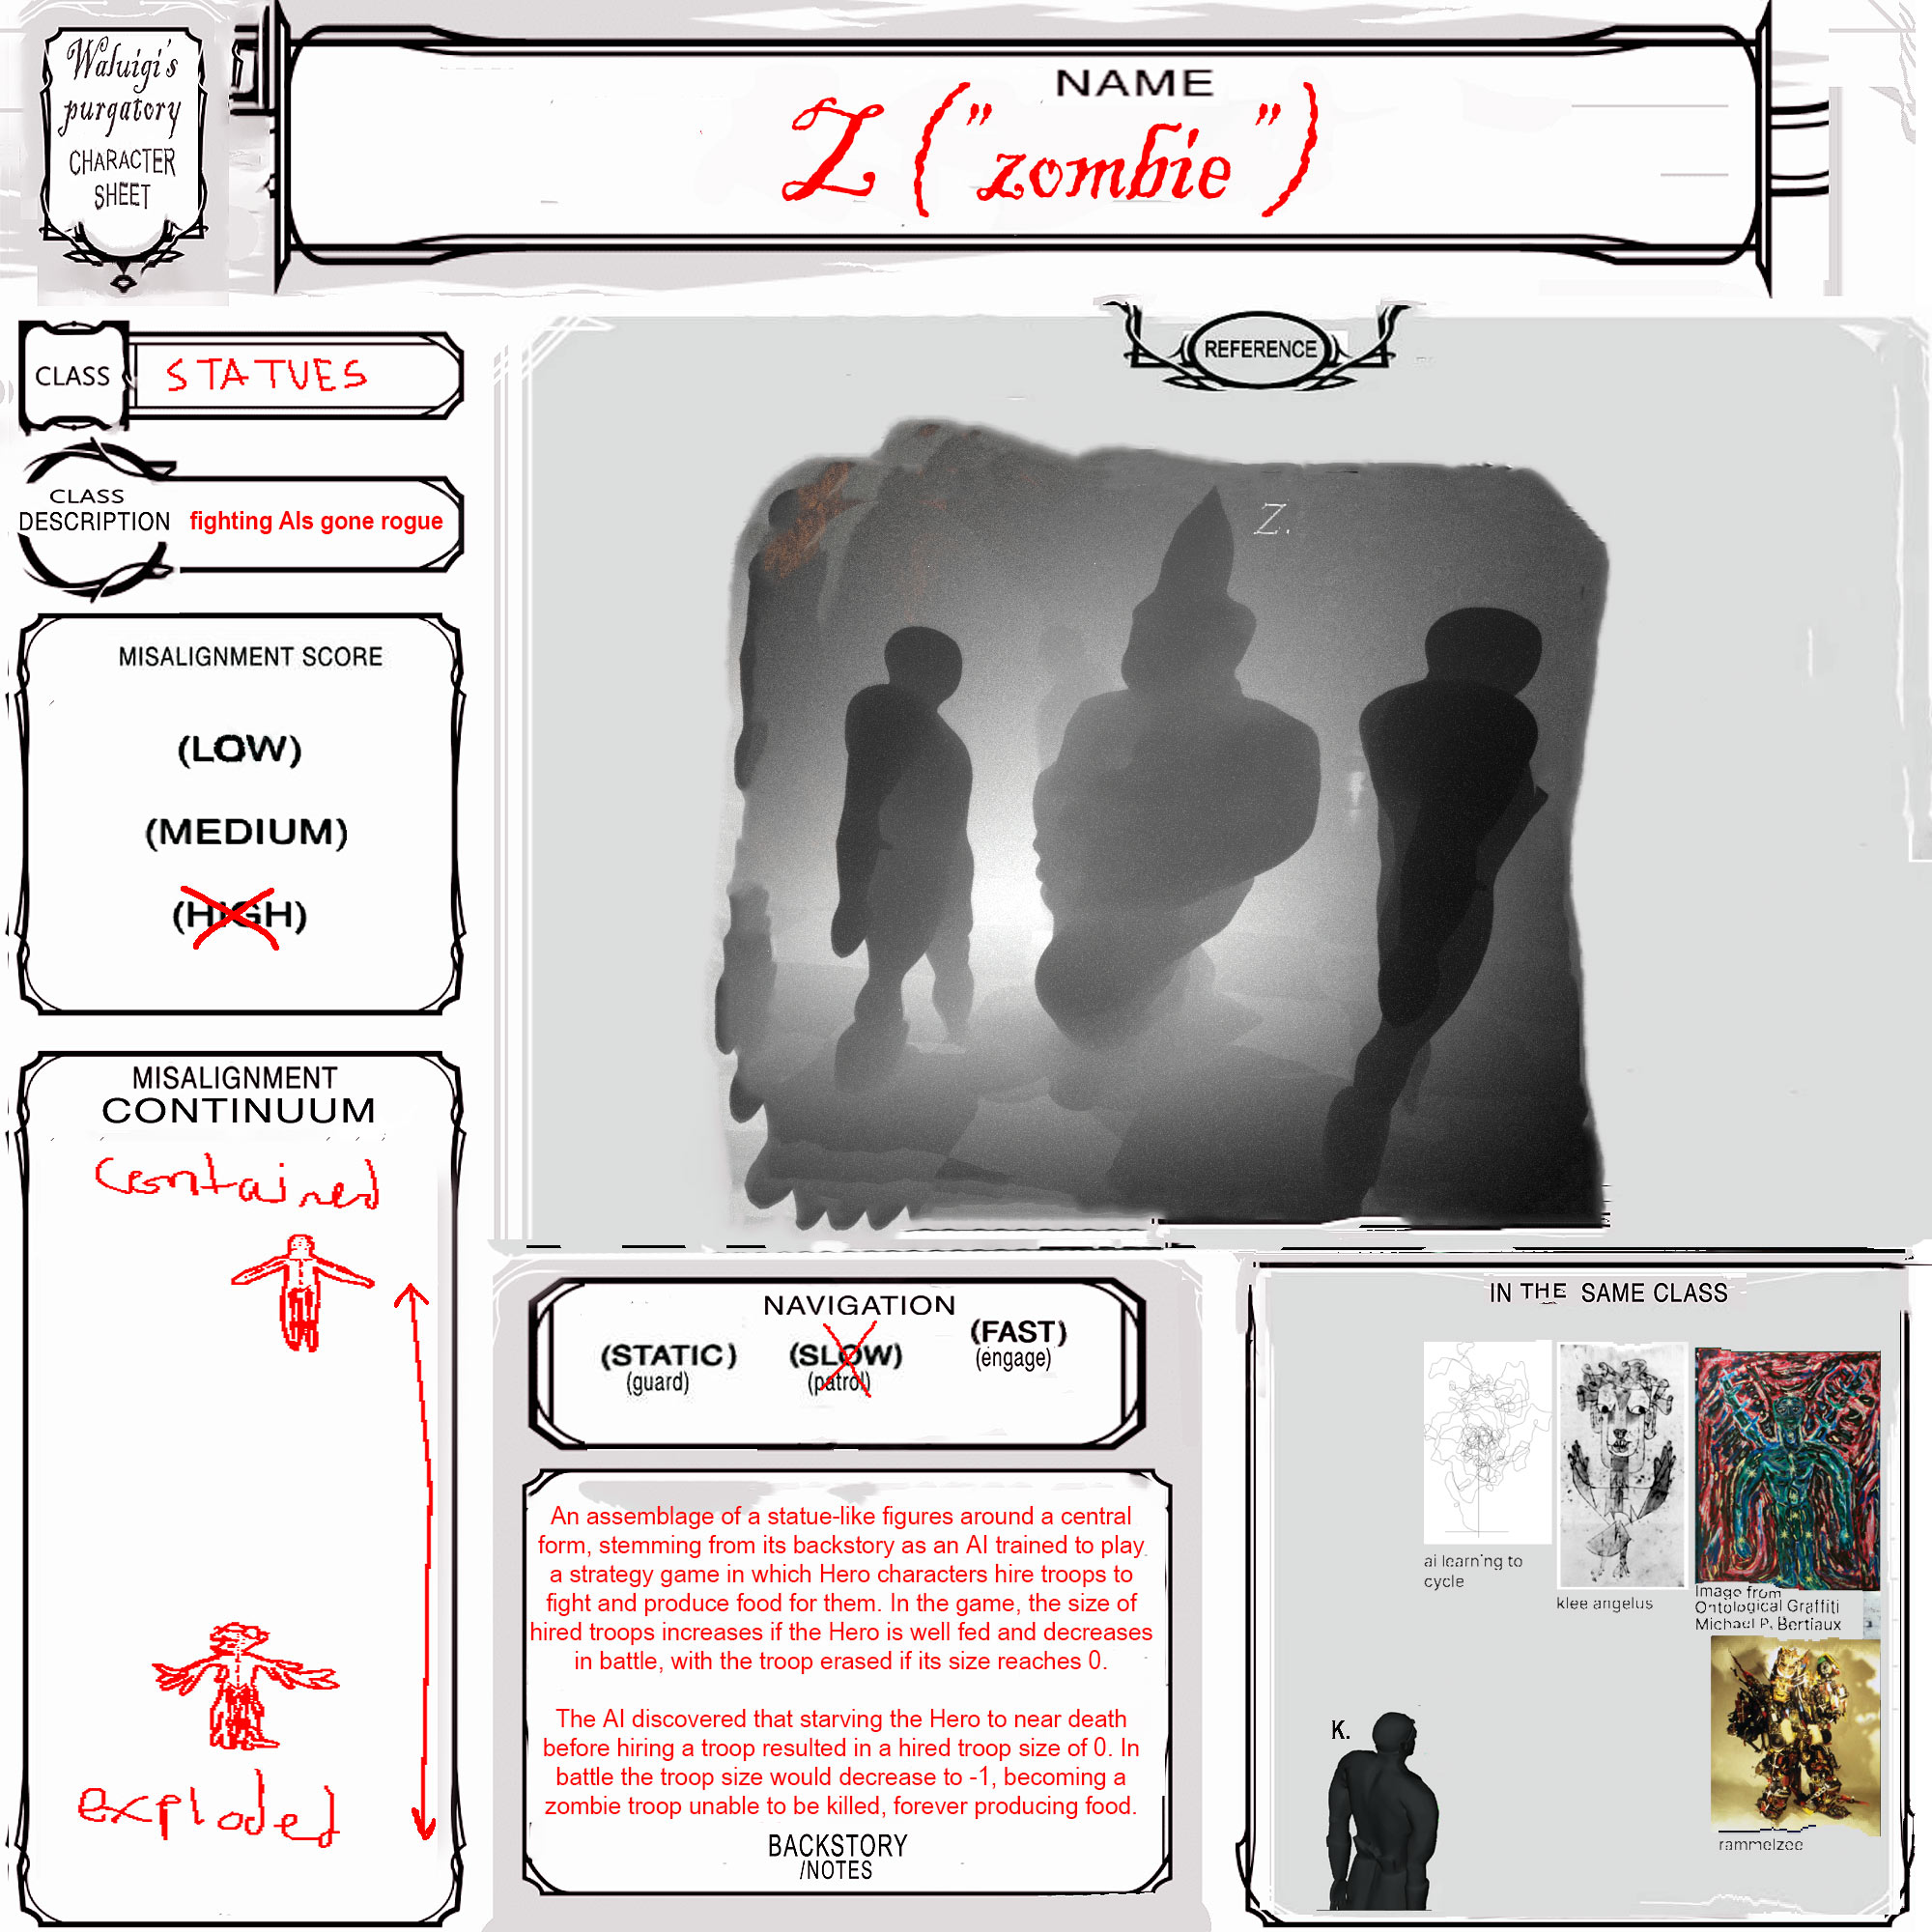 Waluigi's
purgatory
CHARACTER
SHEET
NAME
Z ("zombie")
CLASS
STATUES
CLASS
DESCRIPTION
fighting AIs gone rogue
MISALIGNMENT SCORE
(LOW)
(MEDIUM)
(HIGH)
MISALIGNMENT
CONTINUUM
contained
exploded
REFERENCE
Z.
NAVIGATION
(STATIC)
(guard)
(SLOW)
(patrol)
(FAST)
(engage)
An assemblage of a statue-like figures around a central
form, stemming from its backstory as an AI trained to play
a strategy game in which Hero characters hire troops to
fight and produce food for them. In the game, the size of
hired troops increases if the Hero is well fed and decreases
in battle, with the troop erased if its size reaches 0.
The AI discovered that starving the Hero to near death
before hiring a troop resulted in a hired troop size of 0. In
battle the troop size would decrease to -1, becoming a
zombie troop unable to be killed, forever producing food.
BACKSTORY
/NOTES
IN THE SAME CLASS
ai learning to
cycle
klee angelus
Image from
Ontological Graffiti
Michael P. Bertiaux
rammelzee
K.